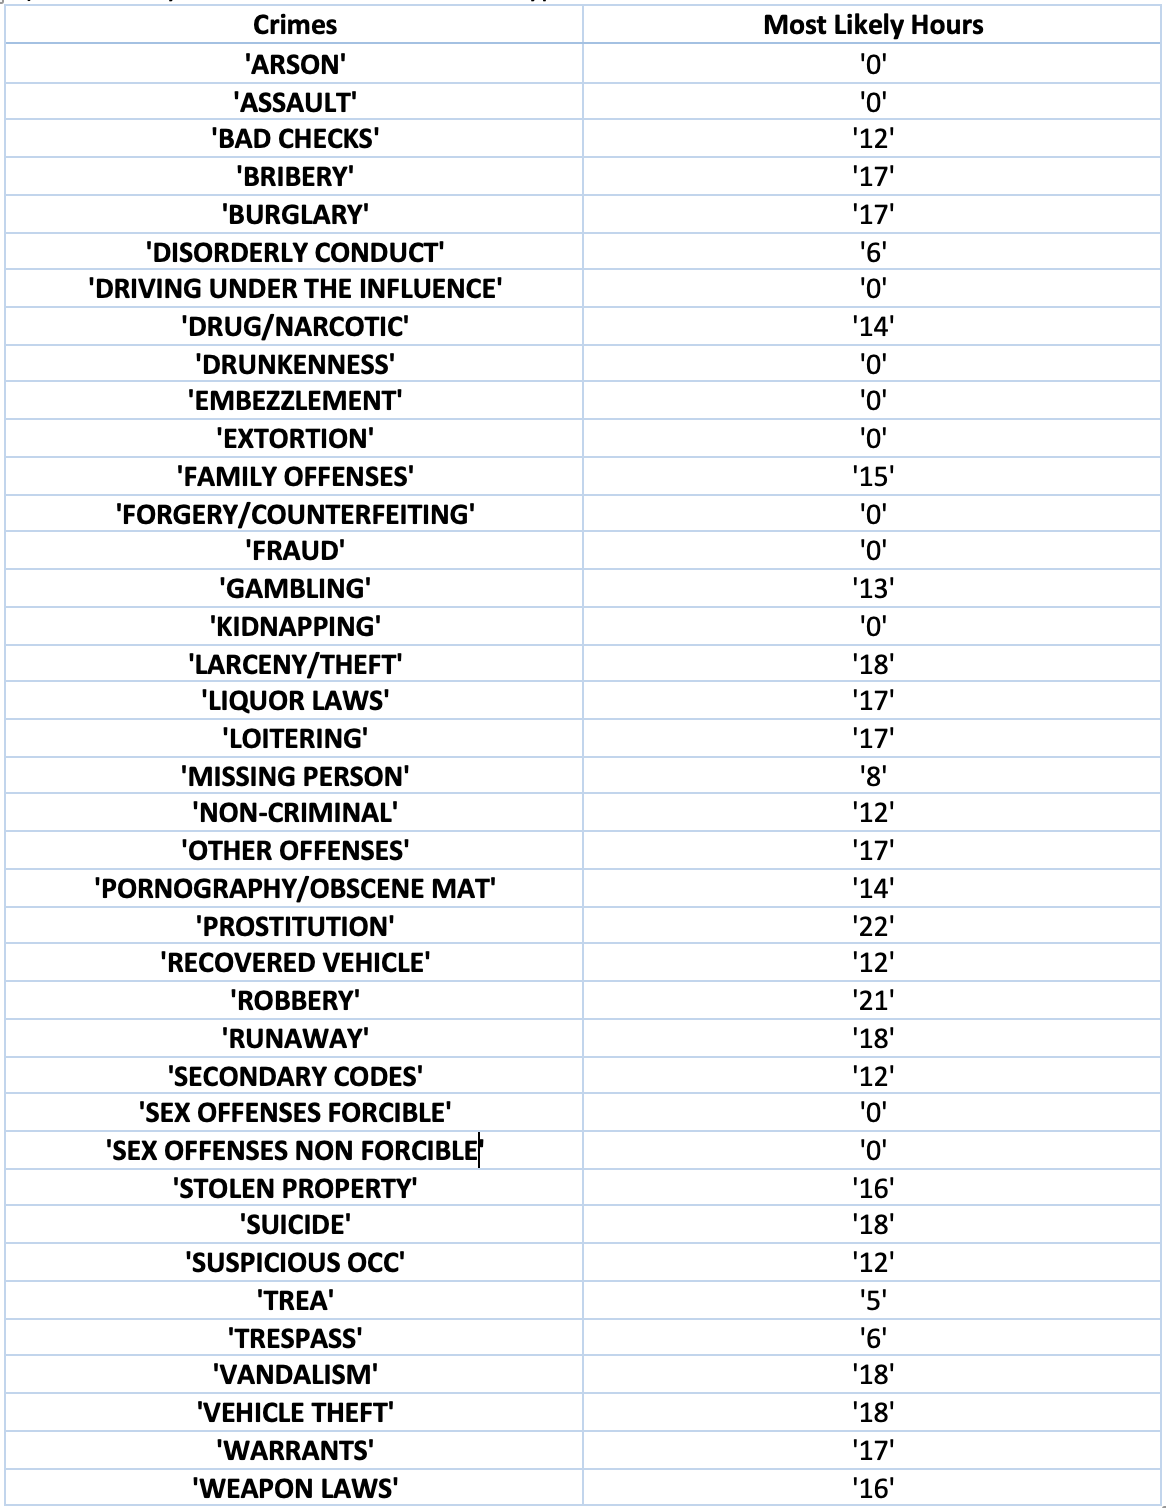 Crimes Most Likely Hours
'ARSON' '0'
'ASSAULT' '0'
'BAD CHECKS' '12'
'BRIBERY' '17'
'BURGLARY' '17'
'DISORDERLY CONDUCT' '6'
'DRIVING UNDER THE INFLUENCE' '0'
'DRUG/NARCOTIC' '14'
'DRUNKENNESS' '0'
'EMBEZZLEMENT' '0'
'EXTORTION' '0'
'FAMILY OFFENSES' '15'
'FORGERY/COUNTERFEITING' '0'
'FRAUD' '0'
'GAMBLING' '13'
'KIDNAPPING' '0'
'LARCENY/THEFT' '18'
'LIQUOR LAWS' '17'
'LOITERING' '17'
'MISSING PERSON' '8'
'NON-CRIMINAL' '12'
'OTHER OFFENSES' '17'
'PORNOGRAPHY/OBSCENE MAT' '14'
'PROSTITUTION' '22'
'RECOVERED VEHICLE' '12'
'ROBBERY' '21'
'RUNAWAY' '18'
'SECONDARY CODES' '12'
'SEX OFFENSES FORCIBLE' '0'
'SEX OFFENSES NON FORCIBLE' '0'
'STOLEN PROPERTY' '16'
'SUICIDE' '18'
'SUSPICIOUS OCC' '12'
'TREA' '5'
'TRESPASS' '6'
'VANDALISM' '18'
'VEHICLE THEFT' '18'
'WARRANTS' '17'
'WEAPON LAWS' '16'